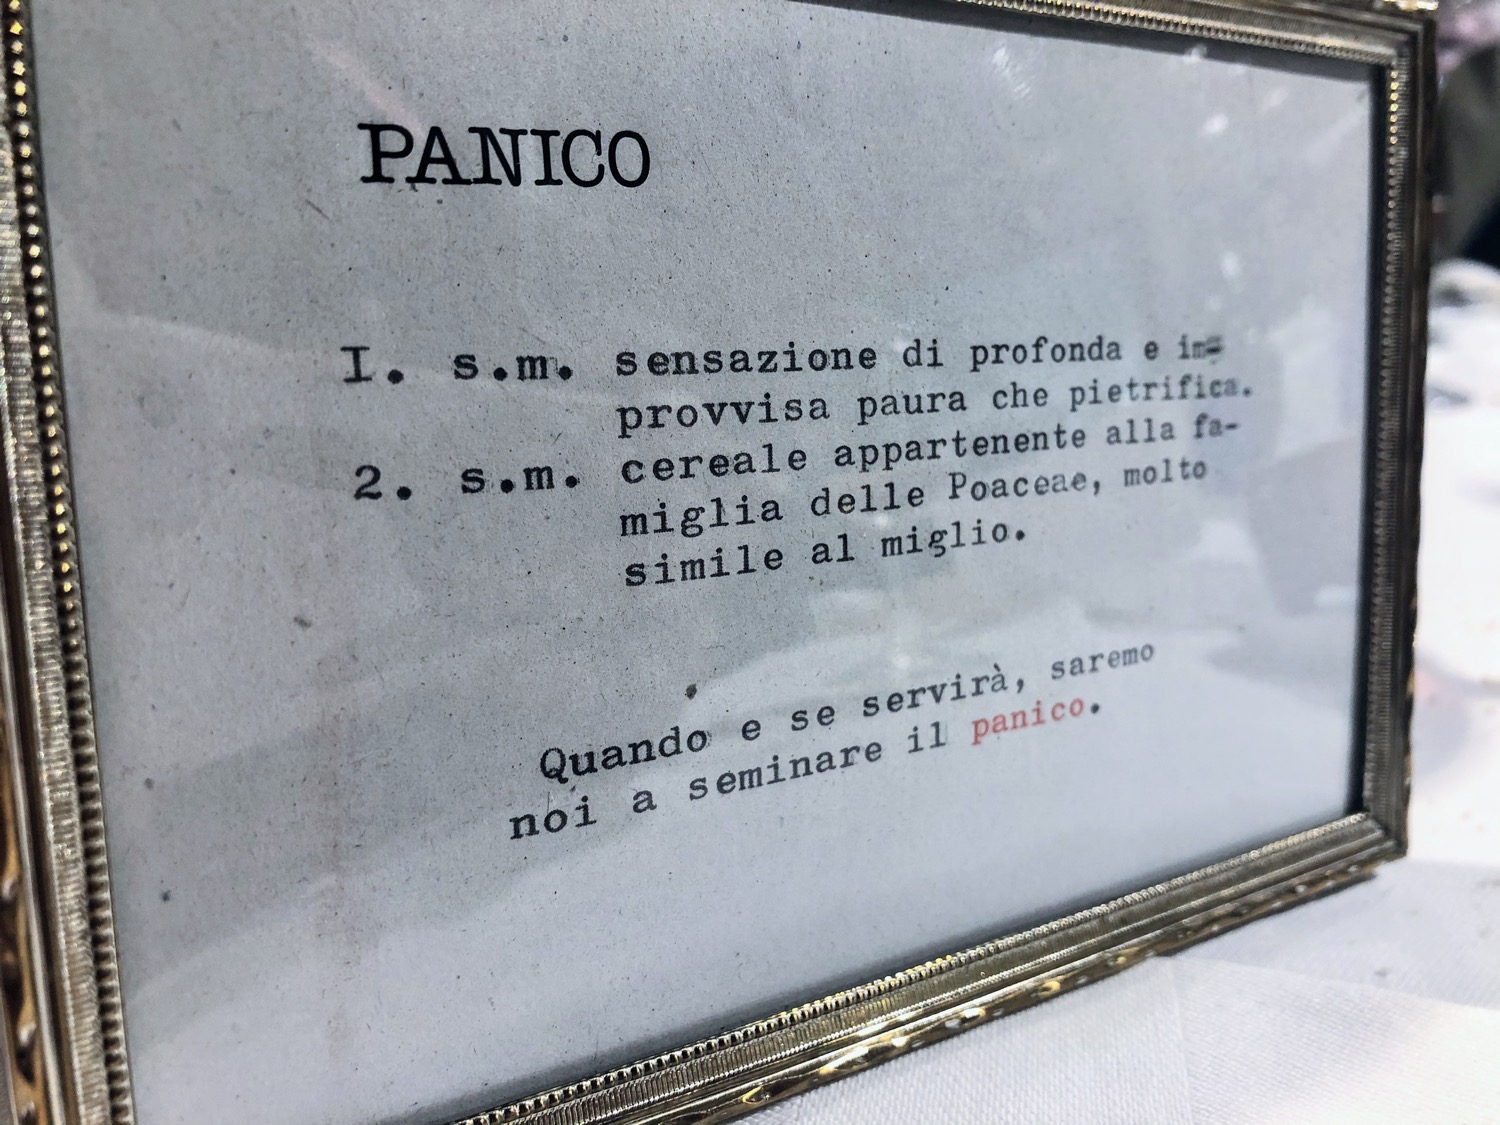 PANICO
I. s.m. sensazione di profonda e im=
provvisa paura che pietrifica.
2. s.m. cereale appartenente alla fa-
miglia delle Poaceae, molto
simile al miglio.
Quando e se servirà, saremo
noi a seminare il panico.